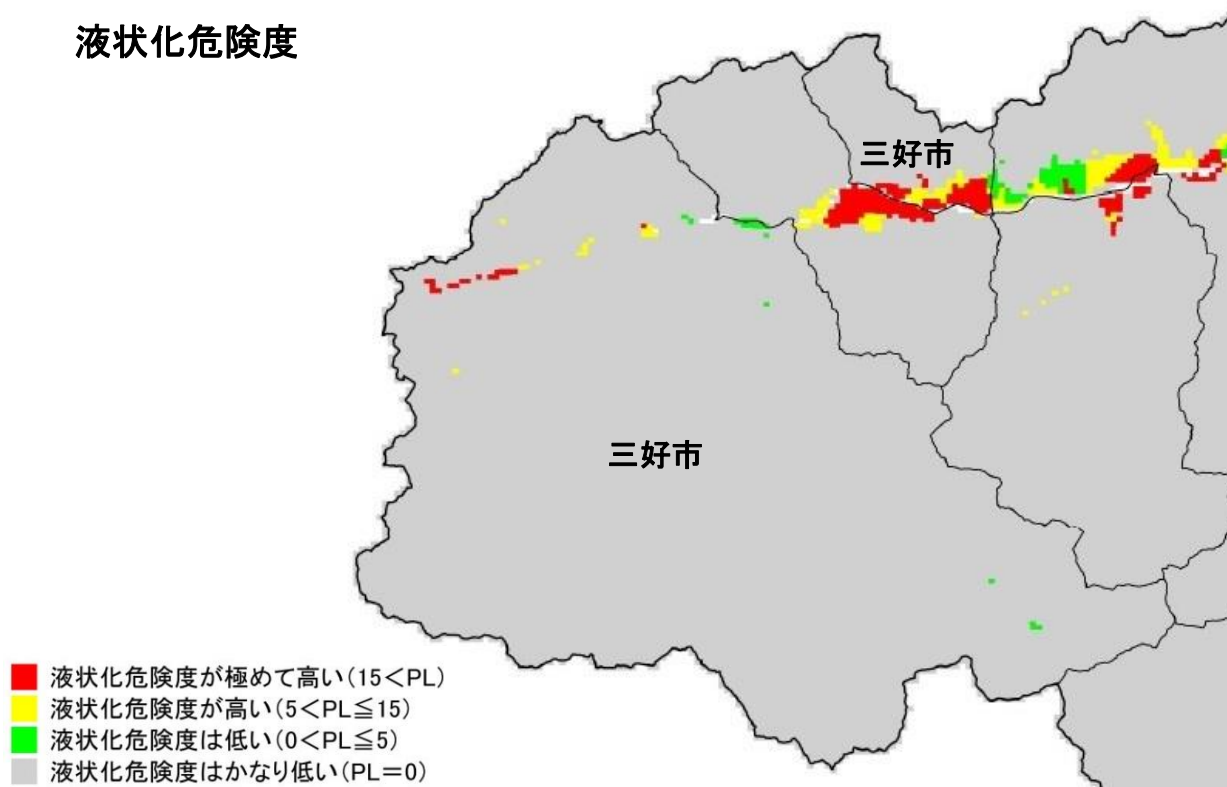 液状化危険度
三好市
三好市
液状化危険度が極めて高い(15＜PL)
液状化危険度が高い(5＜PL≦15)
液状化危険度は低い(0＜PL≦5)
液状化危険度はかなり低い(PL＝0)